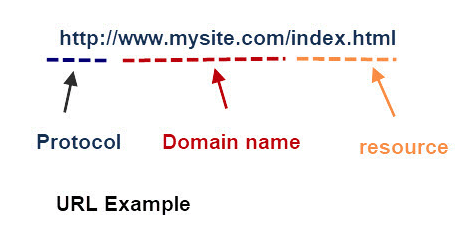 http://www.mysite.com/index.html
Protocol
Domain name
resource
URL Example